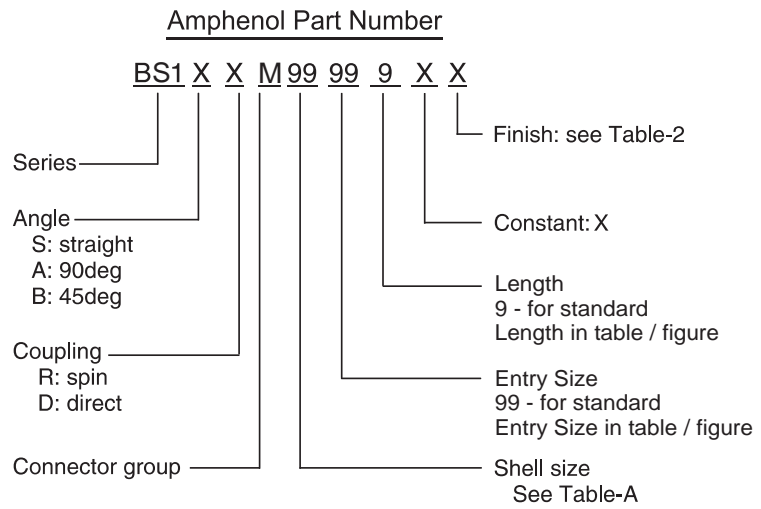 Amphenol Part Number
BS1 X X M 99 99 9 X X
Series
Angle
S: straight
A: 90deg
B: 45deg
Coupling
R: spin
D: direct
Connector group
Finish: see Table-2
Constant: X
Length
9 - for standard
Length in table / figure
Entry Size
99 - for standard
Entry Size in table / figure
Shell size
See Table-A